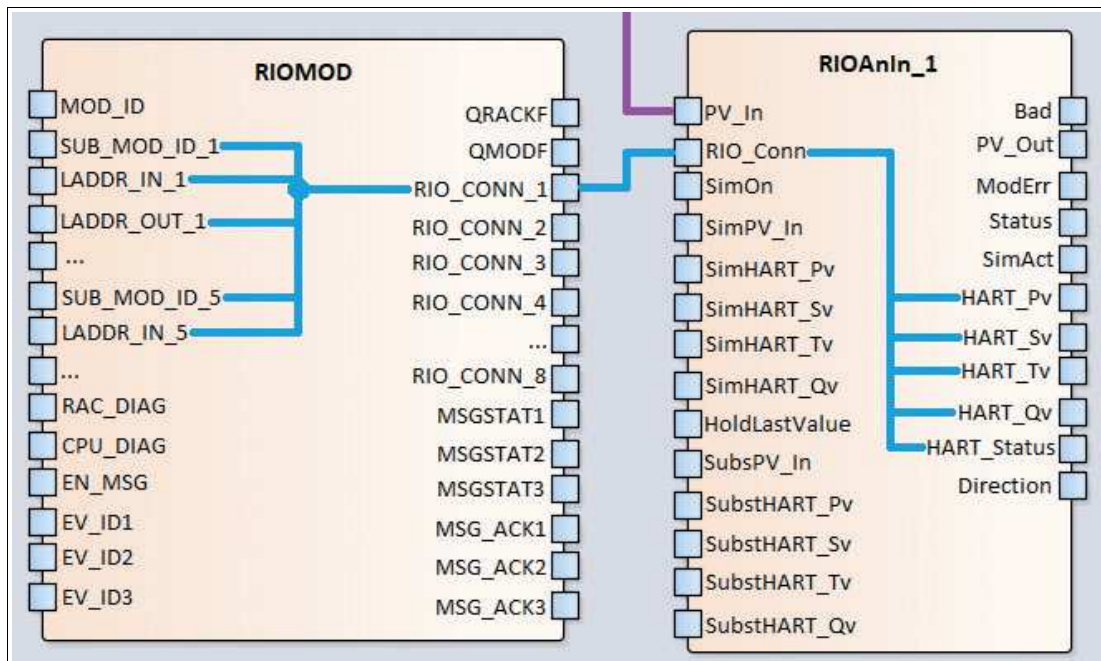 RIOMOD
MOD_ID
SUB_MOD_ID_1
LADDR_IN_1
LADDR_OUT_1
...
SUB_MOD_ID_5
LADDR_IN_5
...
RAC_DIAG
CPU_DIAG
EN_MSG
EV_ID1
EV_ID2
EV_ID3
QRACKF
QMODF
RIO_CONN_1
RIO_CONN_2
RIO_CONN_3
RIO_CONN_4
...
RIO_CONN_8
MSGSTAT1
MSGSTAT2
MSGSTAT3
MSG_ACK1
MSG_ACK2
MSG_ACK3
RIOAnIn_1
PV_In
RIO_Conn
SimOn
SimPV_In
SimHART_Pv
SimHART_Sv
SimHART_Tv
SimHART_Qv
HoldLastValue
SubsPV_In
SubstHART_Pv
SubstHART_Sv
SubstHART_Tv
SubstHART_Qv
Bad
PV_Out
ModErr
Status
SimAct
HART_Pv
HART_Sv
HART_Tv
HART_Qv
HART_Status
Direction